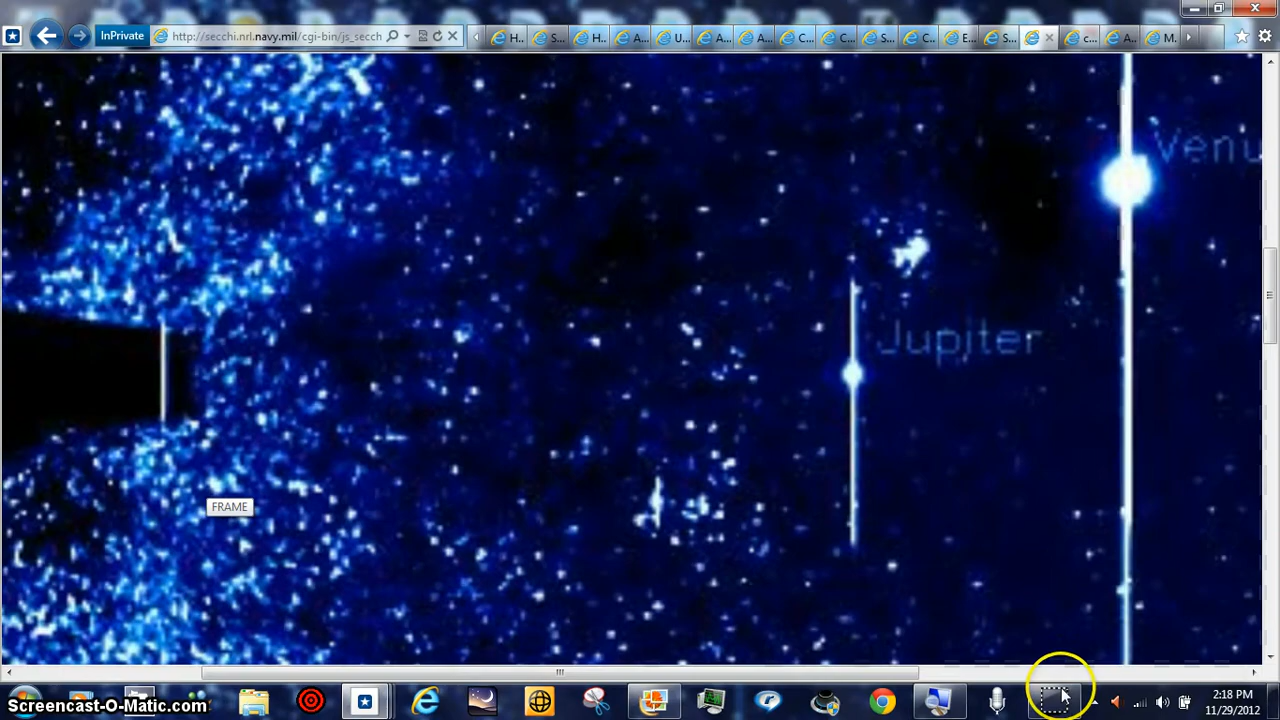 InPrivate
http://secchi.nrl.navy.mil/cgi-bin/js_secch
H..
S...
H..
A...
U...
A...
A...
C...
C...
S...
C...
E...
S...
c...
A...
M.
Venu
Jupiter
FRAME
Screencast-O-Matic.com
2:18 PM
11/29/2012